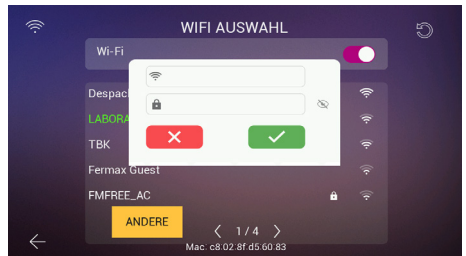 WIFI AUSWAHL
Wi-Fi
Despac
LABORA
TBK
Fermax Guest
FMFREE_AC
ANDERE
1/4
Mac: c8:02:8f:d5:60:83